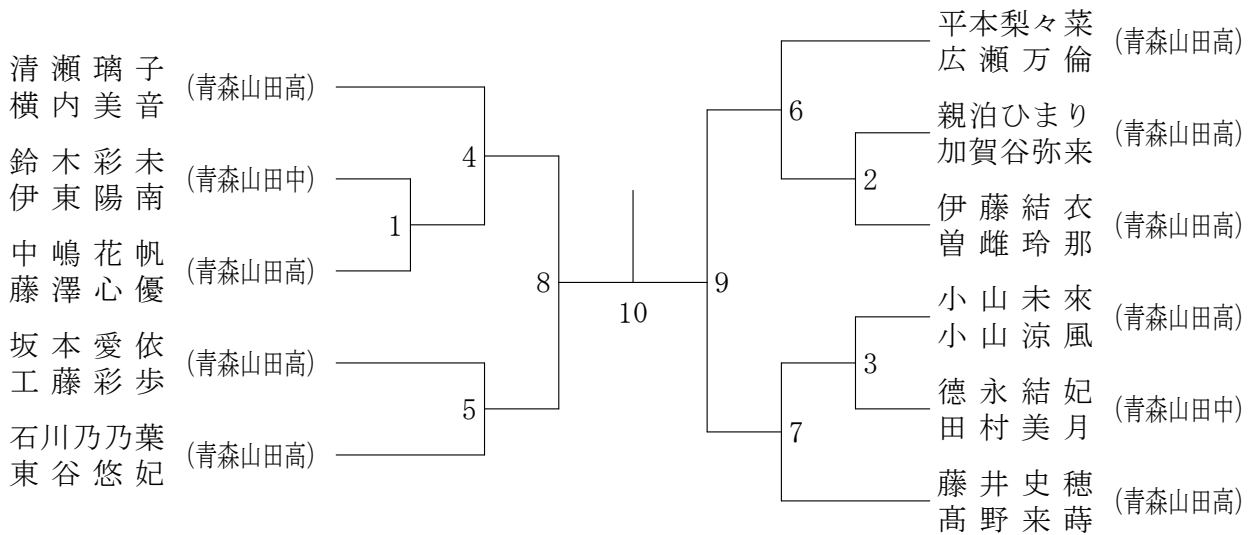 清瀬璃子
横内美音
(青森山田高)
鈴木彩未
伊東陽南
(青森山田中)
中嶋花帆
藤澤心優
(青森山田高)
坂本愛依
工藤彩歩
(青森山田高)
石川乃乃葉
東谷悠妃
(青森山田高)
4
1
8
5
10
平本梨々菜
広瀬万倫
(青森山田高)
親泊ひまり
加賀谷弥来
(青森山田高)
伊藤結衣
曽雌玲那
(青森山田高)
小山未來
小山涼風
(青森山田高)
德永結妃
田村美月
(青森山田中)
藤井史穂
髙野来蒔
(青森山田高)
6
2
9
3
7